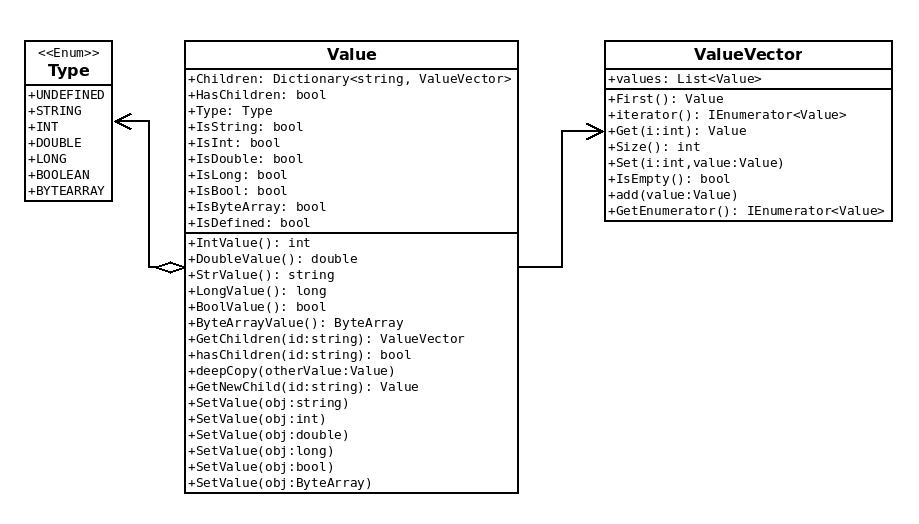 <<Enum>>
Type
+UNDEFINED
+STRING
+INT
+DOUBLE
+LONG
+BOOLEAN
+BYTEARRAY
Value
+Children: Dictionary<string, ValueVector>
+HasChildren: bool
+Type: Type
+IsString: bool
+IsInt: bool
+IsDouble: bool
+IsLong: bool
+IsBool: bool
+IsByteArray: bool
+IsDefined: bool
+IntValue(): int
+DoubleValue(): double
+StrValue(): string
+LongValue(): long
+BoolValue(): bool
+ByteArrayValue(): ByteArray
+GetChildren(id:string): ValueVector
+hasChildren(id:string): bool
+deepCopy(otherValue:Value)
+GetNewChild(id:string): Value
+SetValue(obj:string)
+SetValue(obj:int)
+SetValue(obj:double)
+SetValue(obj:long)
+SetValue(obj:bool)
+SetValue(obj:ByteArray)
ValueVector
+values: List<Value>
+First(): Value
+iterator(): IEnumerator<Value>
+Get(i:int): Value
+Size(): int
+Set(i:int,value:Value)
+IsEmpty(): bool
+add(value:Value)
+GetEnumerator(): IEnumerator<Value>